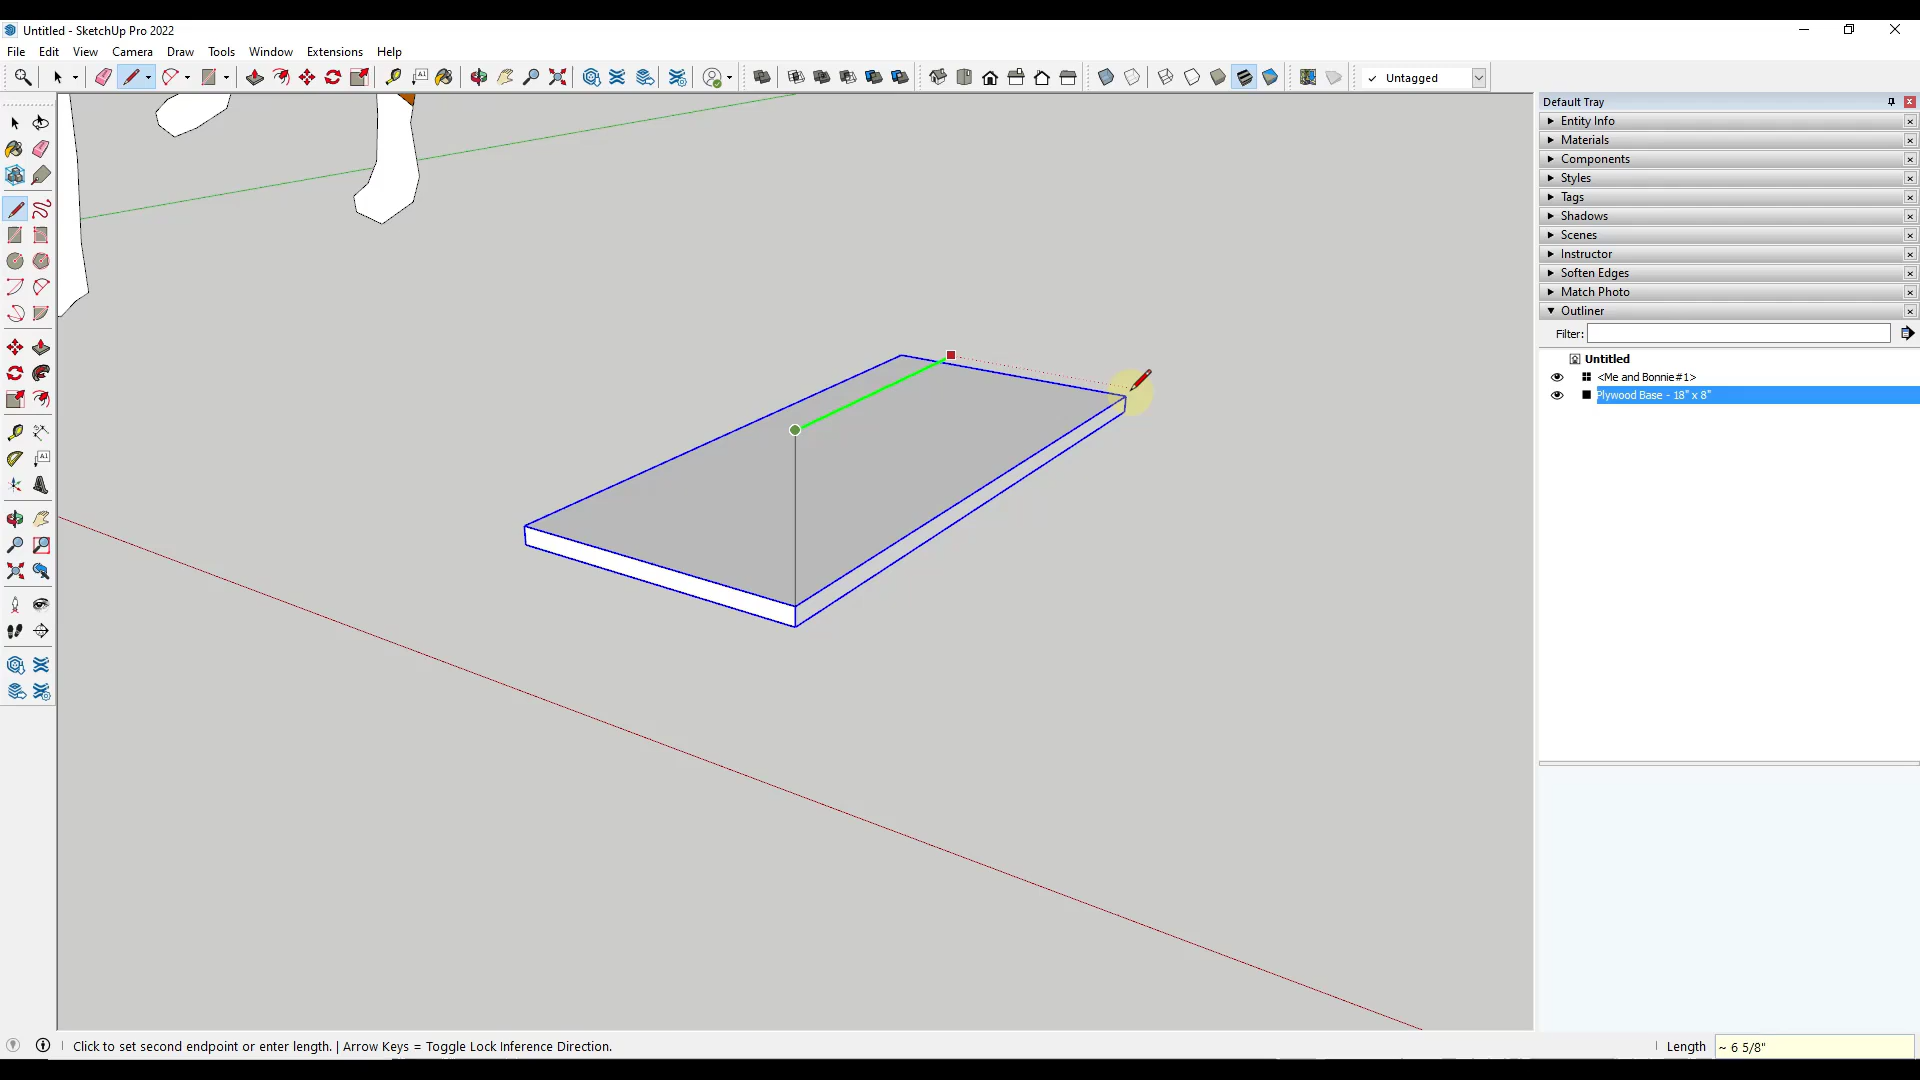 Untitled - SketchUp Pro 2022
File Edit View Camera Draw Tools Window Extensions Help
A1
Untagged
Default Tray
Entity Info
Materials
Components
Styles
Tags
Shadows
Scenes
Instructor
Soften Edges
Match Photo
Outliner
Filter:
Untitled
<Me and Bonnie#1>
Plywood Base - 18" x 8"
A1
Click to set second endpoint or enter length. | Arrow Keys = Toggle Lock Inference Direction.
Length ~ 6 5/8"